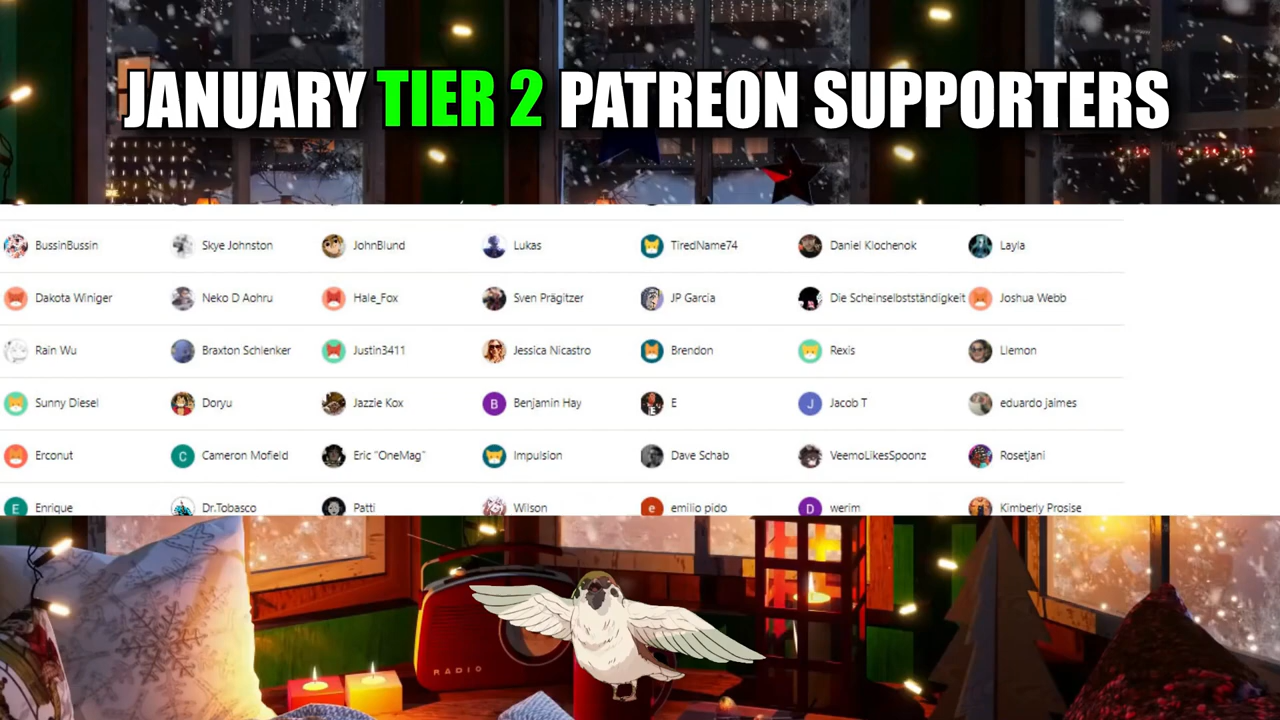 JANUARY TIER 2 PATREON SUPPORTERS
BussinBussin Skye Johnston JohnBlund Lukas TiredName74 Daniel Klochenok Layla
Dakota Winiger Neko D Aohru Hale_Fox Sven Prägitzer JP Garcia Die Scheinselbstständigkeit Joshua Webb
Rain Wu Braxton Schlenker Justin3411 Jessica Nicastro Brendon Rexis Llemon
Sunny Diesel Doryu Jazzie Kox B Benjamin Hay E J Jacob T eduardo jaimes
Erconut C Cameron Mofield Eric "OneMag" Impulsion Dave Schab VeemoLikesSpoonz Rosetjani
E Enrique Dr.Tobasco Patti Wilson e emilio pido D werim Kimberly Prosise
RADIO